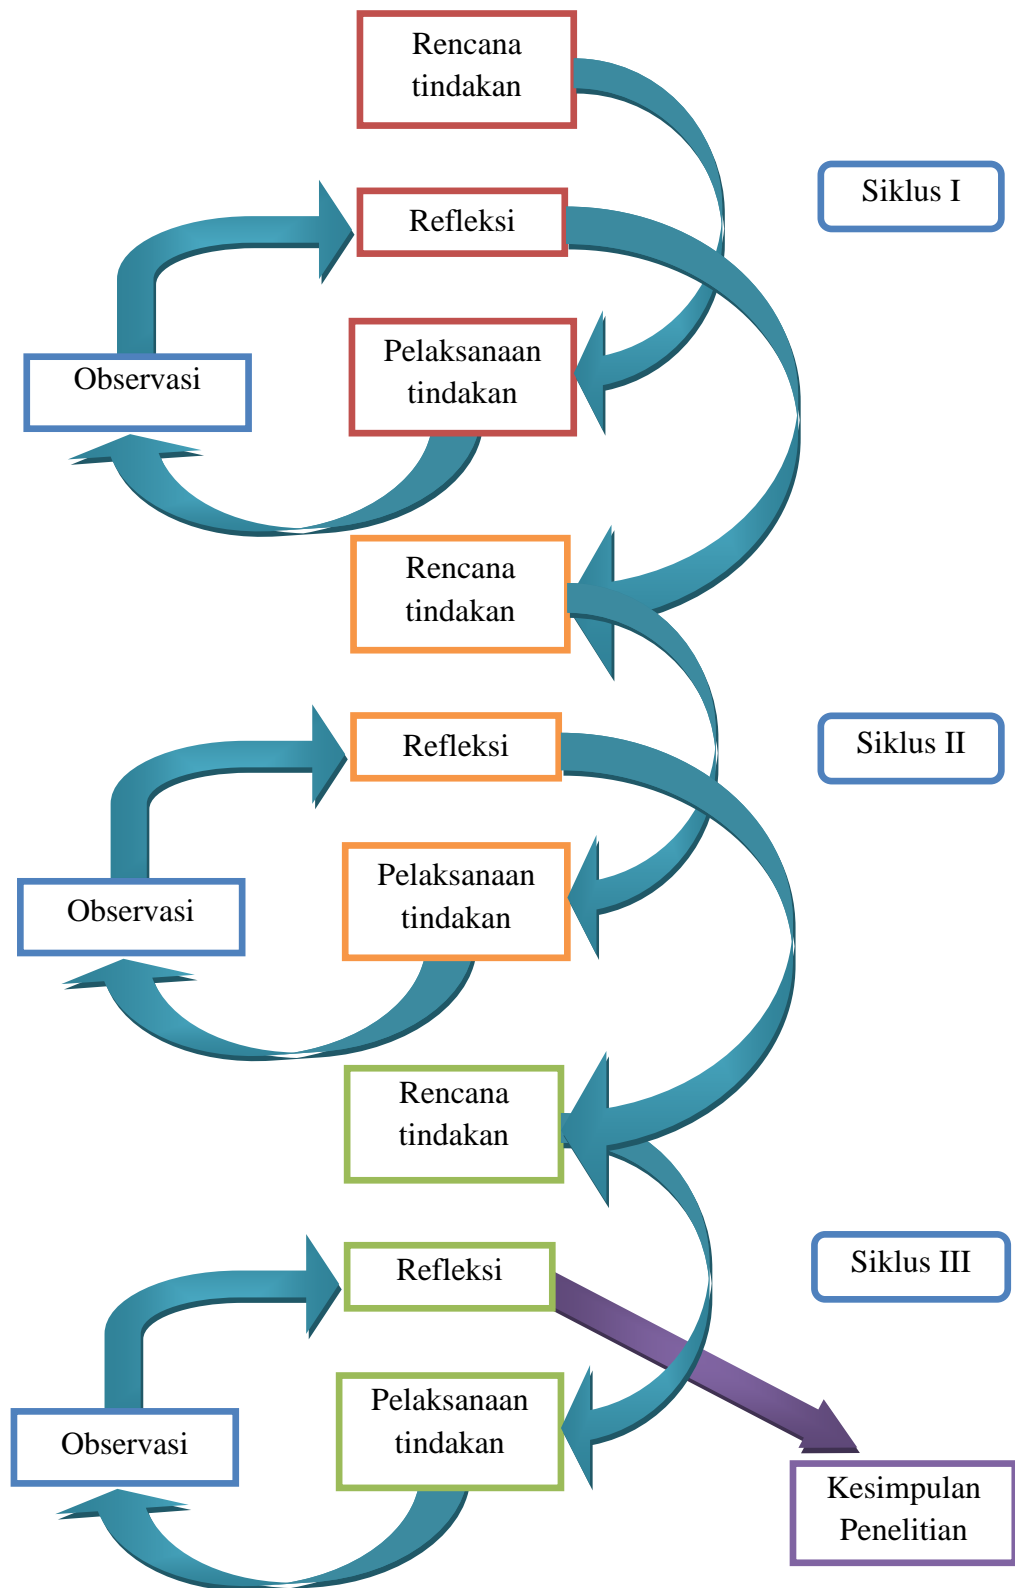 Rencana
tindakan
Siklus I
Refleksi
Pelaksanaan
tindakan
Observasi
Rencana
tindakan
Siklus II
Refleksi
Pelaksanaan
tindakan
Observasi
Rencana
tindakan
Siklus III
Refleksi
Pelaksanaan
tindakan
Observasi
Kesimpulan
Penelitian